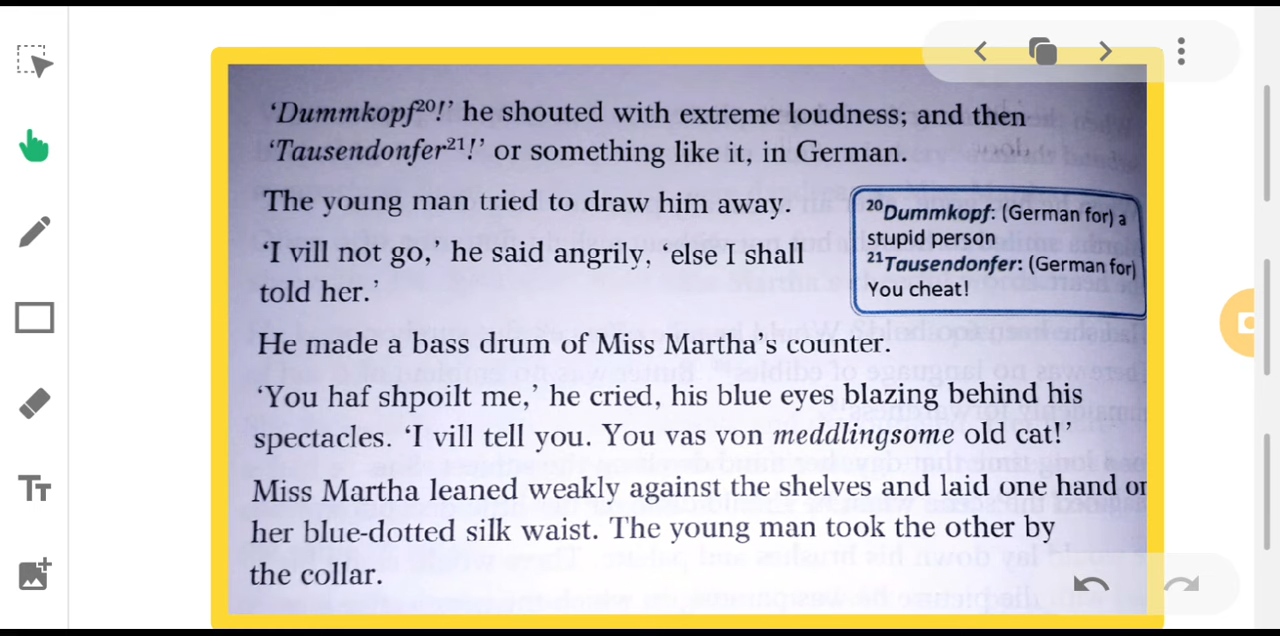 ‘Dummkopf²⁰!’ he shouted with extreme loudness; and then
‘Tausendonfer²¹!’ or something like it, in German.
The young man tried to draw him away.
‘I vill not go,’ he said angrily, ‘else I shall
told her.’
²⁰Dummkopf: (German for) a
stupid person
²¹Tausendonfer: (German for)
You cheat!
He made a bass drum of Miss Martha’s counter.
‘You haf shpoilt me,’ he cried, his blue eyes blazing behind his
spectacles. ‘I vill tell you. You vas von meddlingsome old cat!’
Miss Martha leaned weakly against the shelves and laid one hand on
her blue-dotted silk waist. The young man took the other by
the collar.
Tт